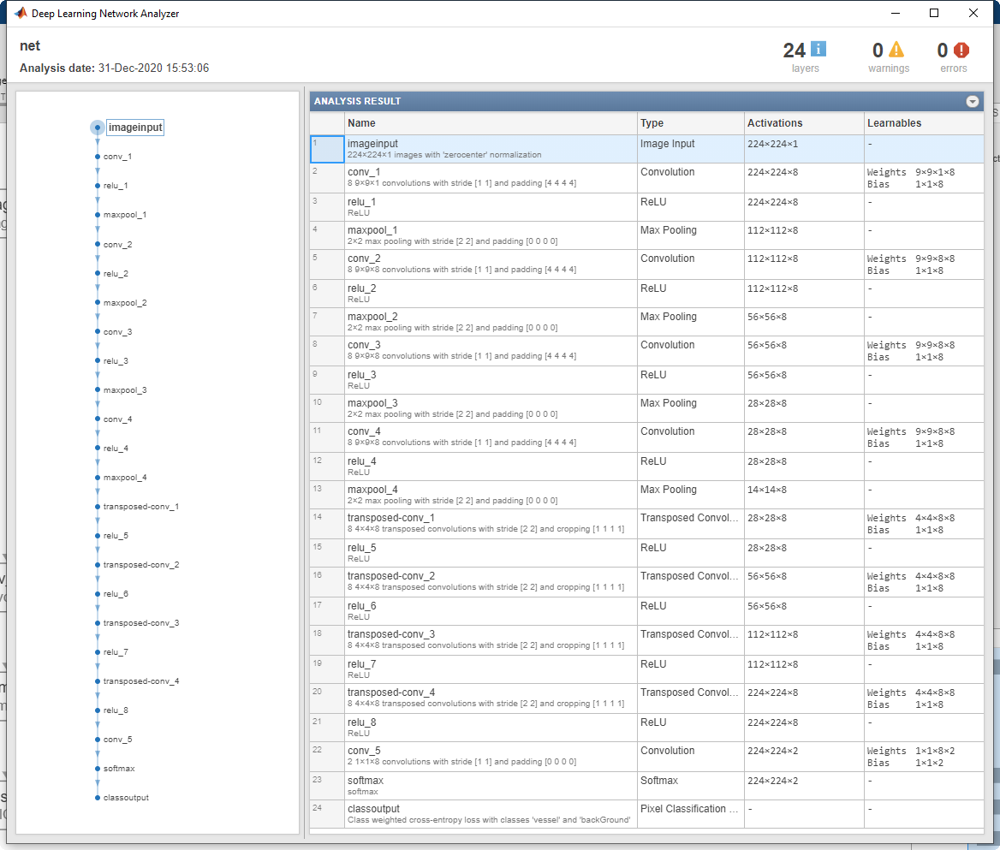 Deep Learning Network Analyzer
net
Analysis date: 31-Dec-2020 15:53:06
24
layers
0
warnings
0
errors
imageinput
conv_1
relu_1
maxpool_1
conv_2
relu_2
maxpool_2
conv_3
relu_3
maxpool_3
conv_4
relu_4
maxpool_4
transposed-conv_1
relu_5
transposed-conv_2
relu_6
transposed-conv_3
relu_7
transposed-conv_4
relu_8
conv_5
softmax
classoutput
ANALYSIS RESULT
Name Type Activations Learnables
1 imageinput Image Input 224×224×1 -
224×224×1 images with 'zerocenter' normalization
2 conv_1 Convolution 224×224×8 Weights 9×9×1×8
8 9×9×1 convolutions with stride [1 1] and padding [4 4 4 4] Bias 1×1×8
3 relu_1 ReLU 224×224×8 -
ReLU
4 maxpool_1 Max Pooling 112×112×8 -
2×2 max pooling with stride [2 2] and padding [0 0 0 0]
5 conv_2 Convolution 112×112×8 Weights 9×9×8×8
8 9×9×8 convolutions with stride [1 1] and padding [4 4 4 4] Bias 1×1×8
6 relu_2 ReLU 112×112×8 -
ReLU
7 maxpool_2 Max Pooling 56×56×8 -
2×2 max pooling with stride [2 2] and padding [0 0 0 0]
8 conv_3 Convolution 56×56×8 Weights 9×9×8×8
8 9×9×8 convolutions with stride [1 1] and padding [4 4 4 4] Bias 1×1×8
9 relu_3 ReLU 56×56×8 -
ReLU
10 maxpool_3 Max Pooling 28×28×8 -
2×2 max pooling with stride [2 2] and padding [0 0 0 0]
11 conv_4 Convolution 28×28×8 Weights 9×9×8×8
8 9×9×8 convolutions with stride [1 1] and padding [4 4 4 4] Bias 1×1×8
12 relu_4 ReLU 28×28×8 -
ReLU
13 maxpool_4 Max Pooling 14×14×8 -
2×2 max pooling with stride [2 2] and padding [0 0 0 0]
14 transposed-conv_1 Transposed Convol... 28×28×8 Weights 4×4×8×8
8 4×4×8 transposed convolutions with stride [2 2] and cropping [1 1 1 1] Bias 1×1×8
15 relu_5 ReLU 28×28×8 -
ReLU
16 transposed-conv_2 Transposed Convol... 56×56×8 Weights 4×4×8×8
8 4×4×8 transposed convolutions with stride [2 2] and cropping [1 1 1 1] Bias 1×1×8
17 relu_6 ReLU 56×56×8 -
ReLU
18 transposed-conv_3 Transposed Convol... 112×112×8 Weights 4×4×8×8
8 4×4×8 transposed convolutions with stride [2 2] and cropping [1 1 1 1] Bias 1×1×8
19 relu_7 ReLU 112×112×8 -
ReLU
20 transposed-conv_4 Transposed Convol... 224×224×8 Weights 4×4×8×8
8 4×4×8 transposed convolutions with stride [2 2] and cropping [1 1 1 1] Bias 1×1×8
21 relu_8 ReLU 224×224×8 -
ReLU
22 conv_5 Convolution 224×224×2 Weights 1×1×8×2
2 1×1×8 convolutions with stride [1 1] and padding [0 0 0 0] Bias 1×1×2
23 softmax Softmax 224×224×2 -
softmax
24 classoutput Pixel Classification ... - -
Class weighted cross-entropy loss with classes 'vessel' and 'backGround'